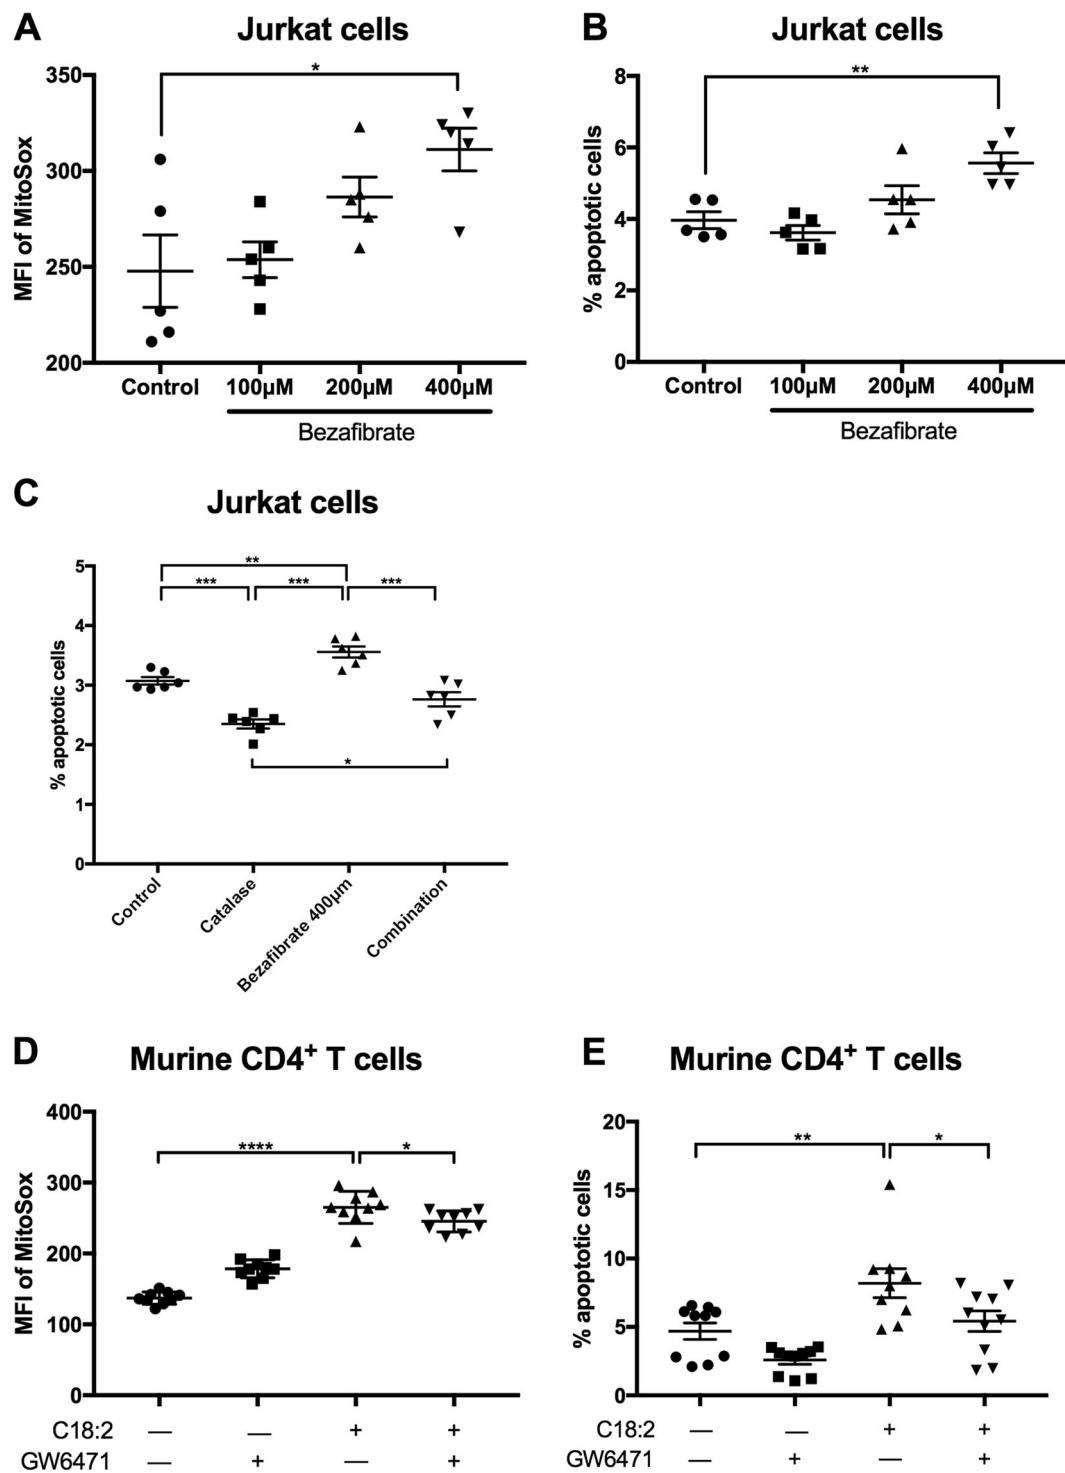 A
Jurkat cells
MFI of MitoSox
350
300
250
200
*
Control
100µM
200µM
400µM
Bezafibrate
B
Jurkat cells
% apoptotic cells
8
6
4
2
0
**
Control
100µM
200µM
400µM
Bezafibrate
C
Jurkat cells
% apoptotic cells
5
4
3
2
1
0
**
*** *** ***
*
Control
Catalase
Bezafibrate 400µm
Combination
D
Murine CD4+ T cells
MFI of MitoSox
400
300
200
100
0
**** *
C18:2 — — + +
GW6471 — + — +
E
Murine CD4+ T cells
% apoptotic cells
20
15
10
5
0
** *
C18:2 — — + +
GW6471 — + — +